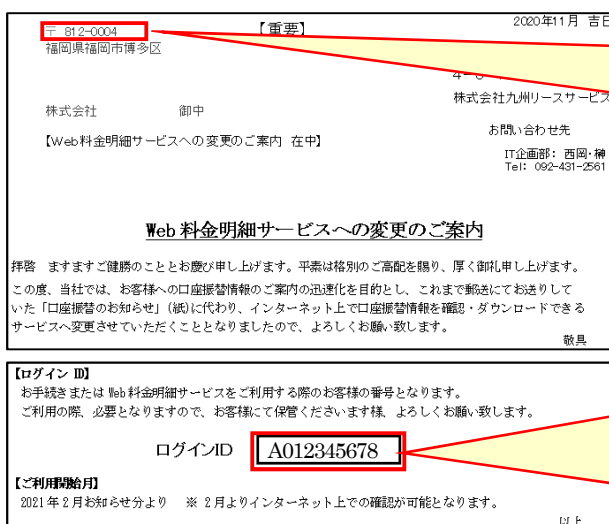 〒 812-0004
【重要】
2020年11月 吉日
福岡県福岡市博多区
株式会社九州リースサービス
株式会社 御中
お問い合わせ先
【Web料金明細サービスへの変更のご案内 在中】
IT企画部: 西岡・榊
Tel: 092-431-2561
Web 料金明細サービスへの変更のご案内
拝啓 ますますご健勝のこととお慶び申し上げます。平素は格別のご高配を賜り、厚く御礼申し上げます。
この度、当社では、お客様への口座振替情報のご案内の迅速化を目的とし、これまで郵送にてお送りして
いた「口座振替のお知らせ」(紙)に代わり、インターネット上で口座振替情報を確認・ダウンロードできる
サービスへ変更させていただくこととなりましたので、よろしくお願い致します。
敬具
【ログイン ID】
お手続きまたは Web 料金明細サービスをご利用する際のお客様の番号となります。
ご利用の際、必要となりますので、お客様にて保管くださいます様、よろしくお願い致します。
ログインID A012345678
【ご利用開始月】
2021 年 2 月お知らせ分より ※ 2 月よりインターネット上での確認が可能となります。
以上